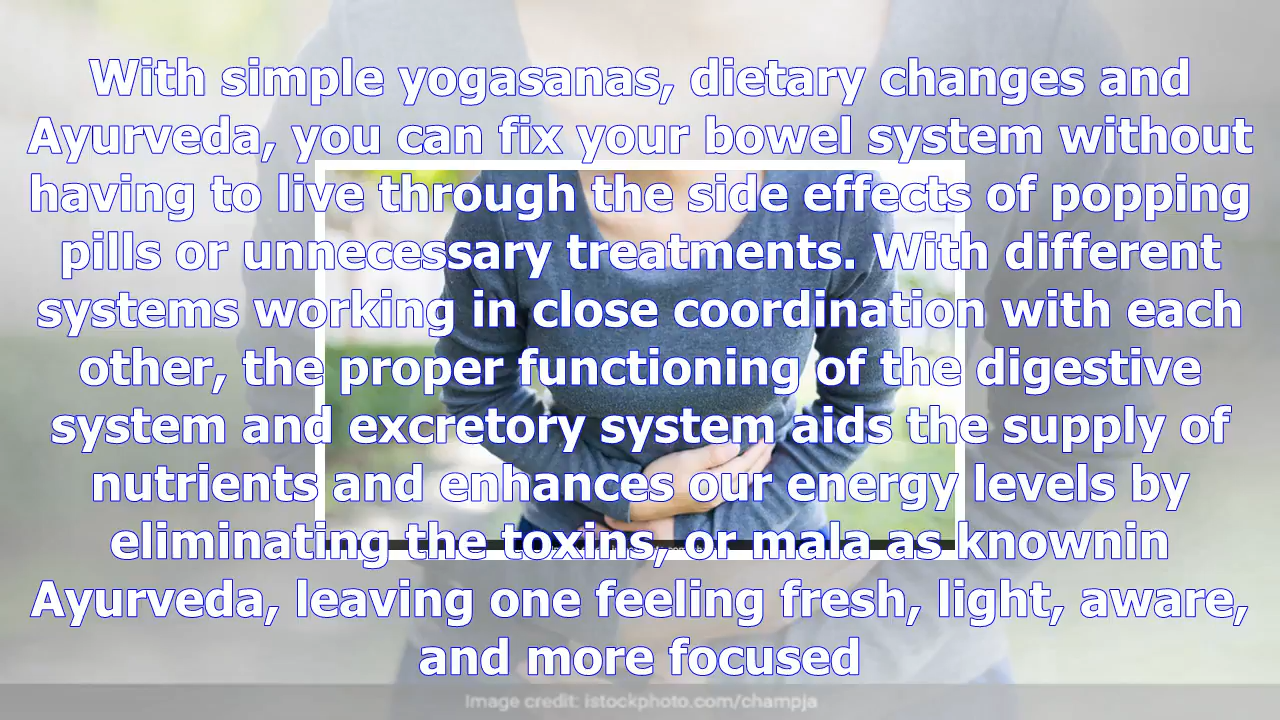 With simple yogasanas, dietary changes and
Ayurveda, you can fix your bowel system without
having to live through the side effects of popping
pills or unnecessary treatments. With different
systems working in close coordination with each
other, the proper functioning of the digestive
system and excretory system aids the supply of
nutrients and enhances our energy levels by
eliminating the toxins, or mala as knownin
Ayurveda, leaving one feeling fresh, light, aware,
and more focused
Image credit: istockphoto.com/champja